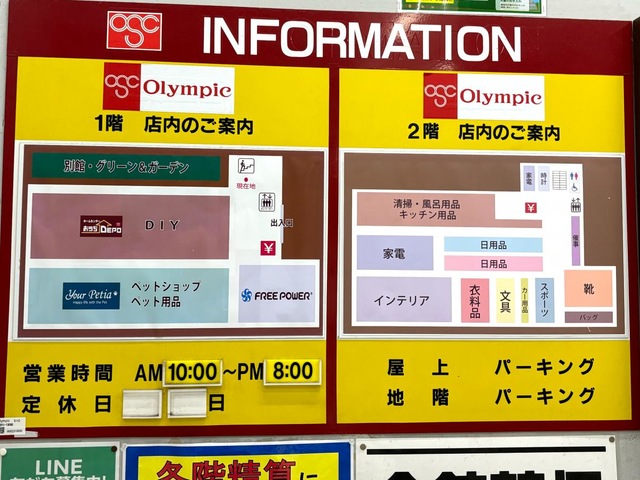 OSC INFORMATION
OSC Olympic
1階 店内のご案内
別館・グリーン&ガーデン
現在地
出入口
ホームセンター
おうちDEPO
DIY
¥
Your Petia
ペットショップ
ペット用品
FREE POWER
営業時間 AM10:00~PM8:00
定休日 日
OSC Olympic
2階 店内のご案内
家電
時計
清掃・風呂用品
キッチン用品
¥
催事
家電
日用品
日用品
インテリア
衣料品
文具
カー用品
スポーツ
靴
バッグ
屋上 パーキング
地階 パーキング
LINE
各階精算に